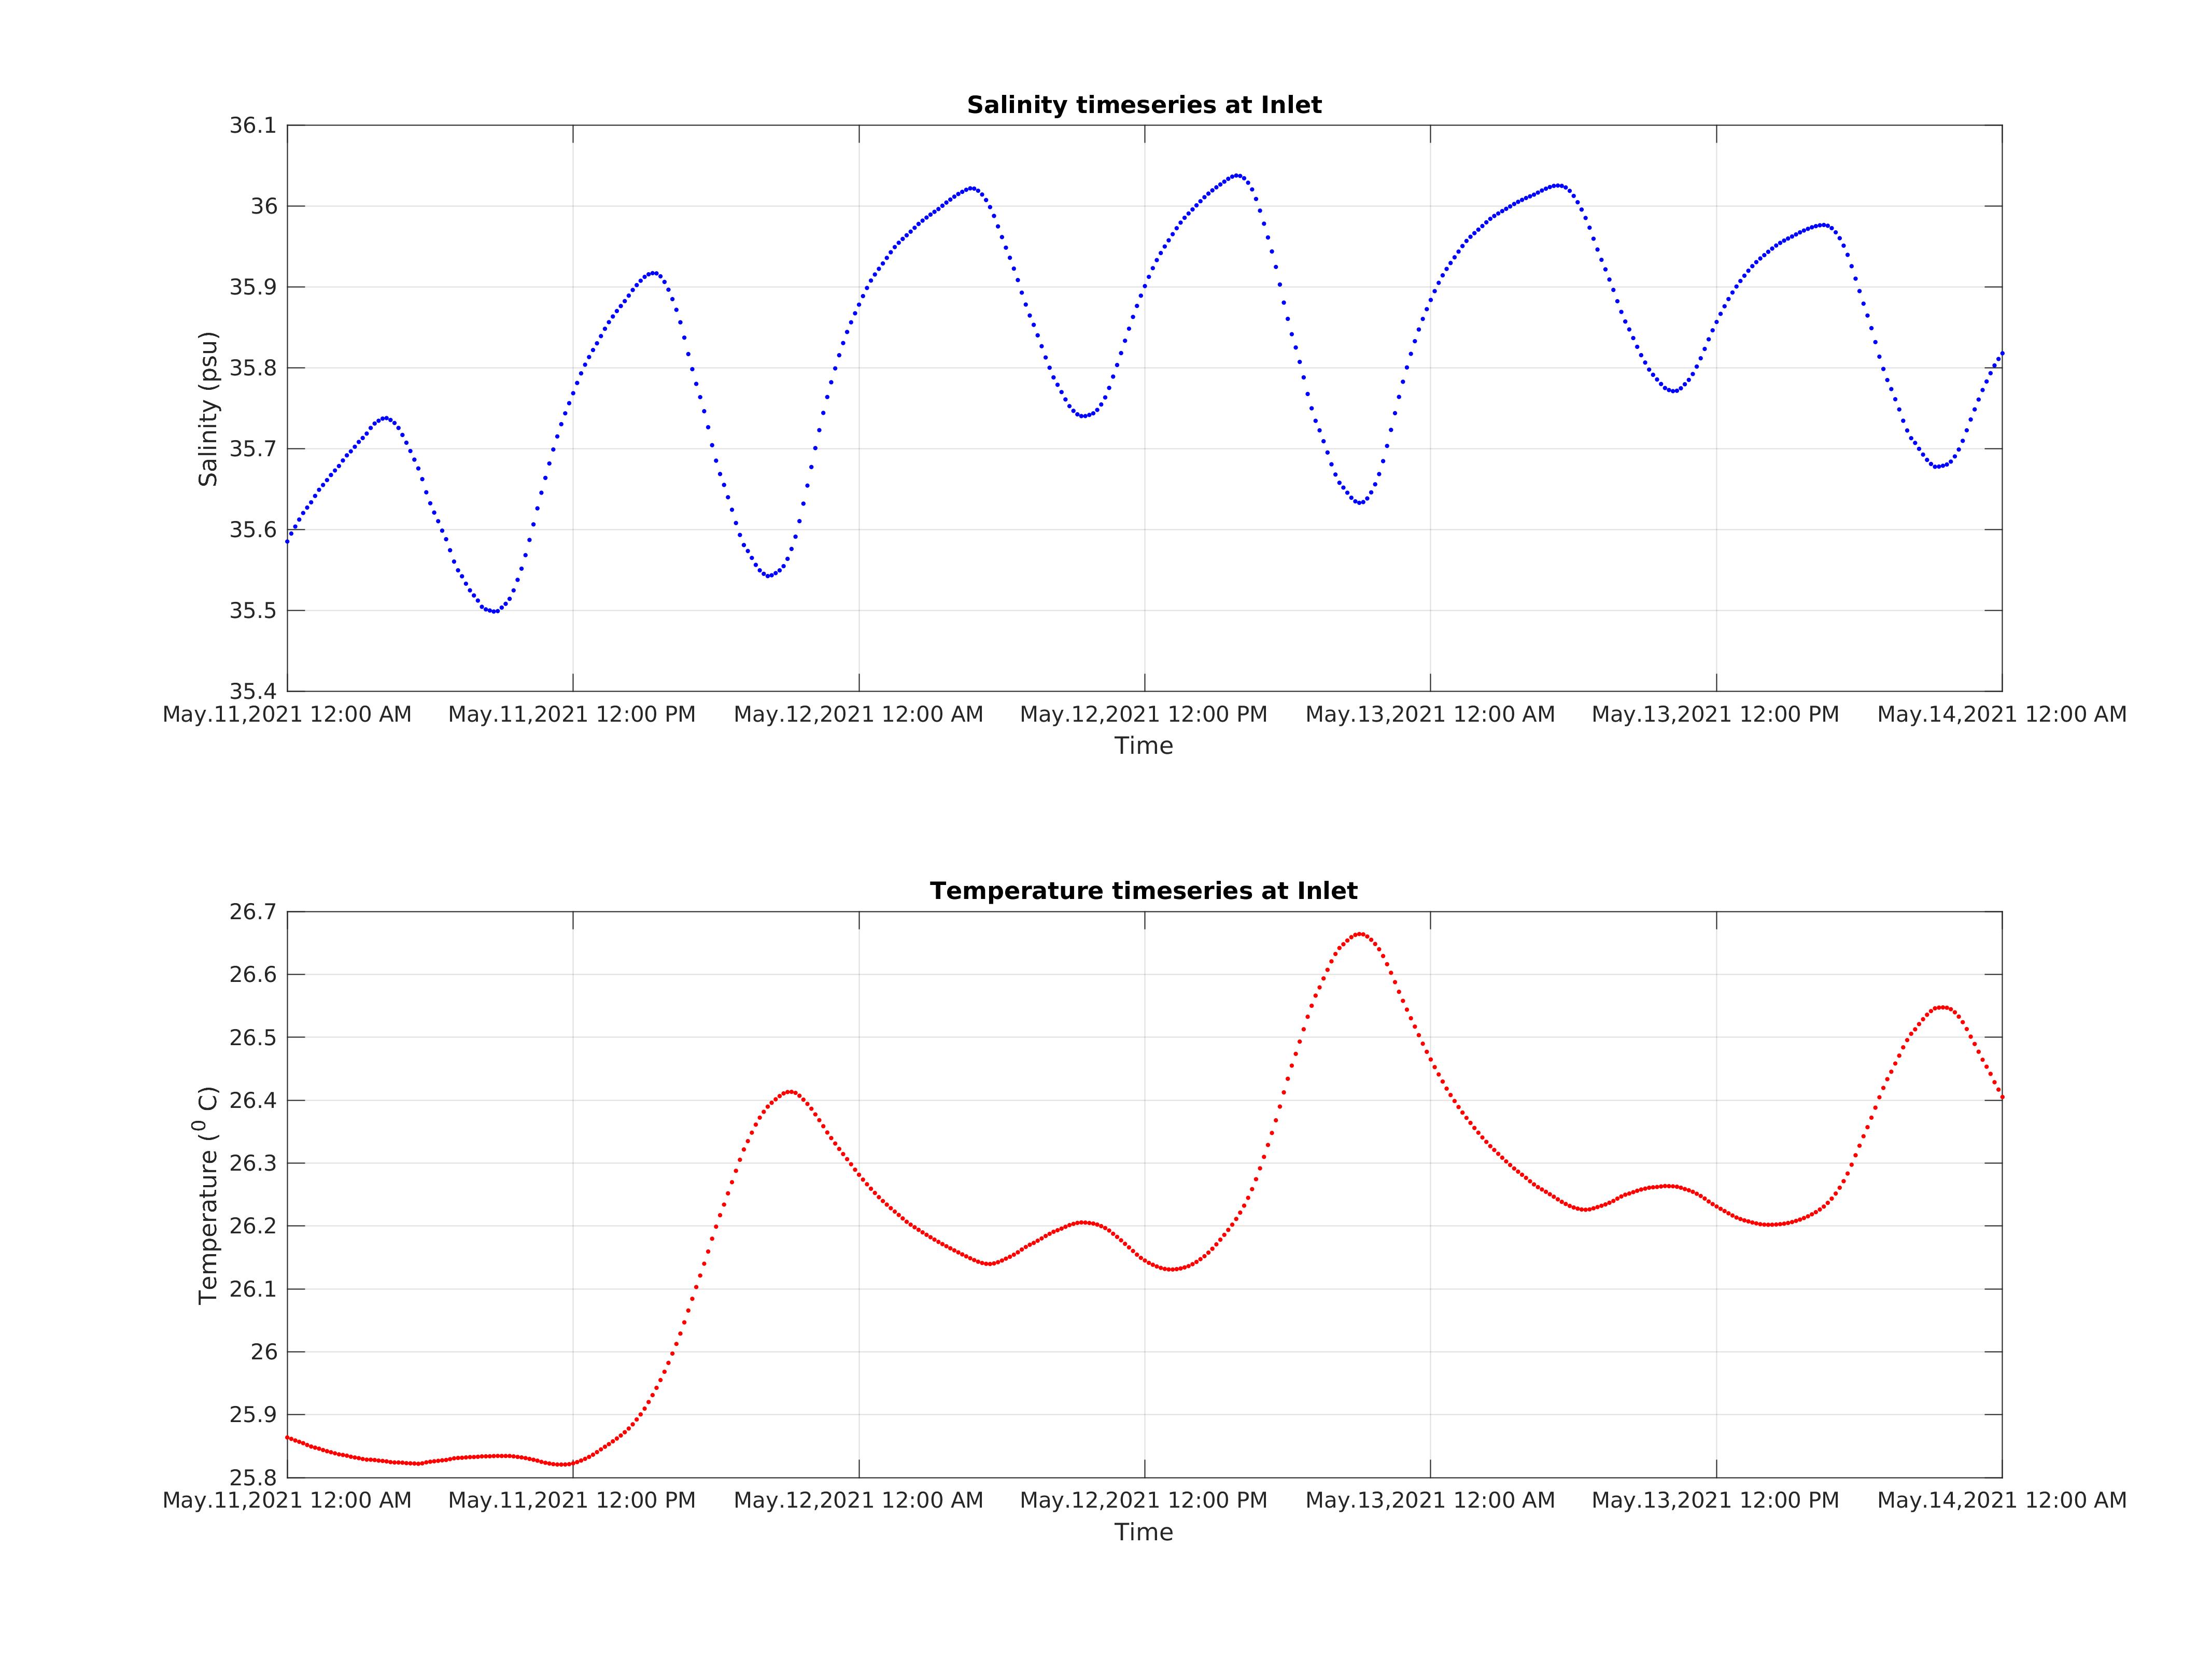 Salinity timeseries at Inlet
36.1
36
35.9
35.8
35.7
35.6
35.5
35.4
Salinity (psu)
May.11,2021 12:00 AM May.11,2021 12:00 PM May.12,2021 12:00 AM May.12,2021 12:00 PM May.13,2021 12:00 AM May.13,2021 12:00 PM May.14,2021 12:00 AM
Time
Temperature timeseries at Inlet
26.7
26.6
26.5
26.4
26.3
26.2
26.1
26
25.9
25.8
Temperature (⁰ C)
May.11,2021 12:00 AM May.11,2021 12:00 PM May.12,2021 12:00 AM May.12,2021 12:00 PM May.13,2021 12:00 AM May.13,2021 12:00 PM May.14,2021 12:00 AM
Time